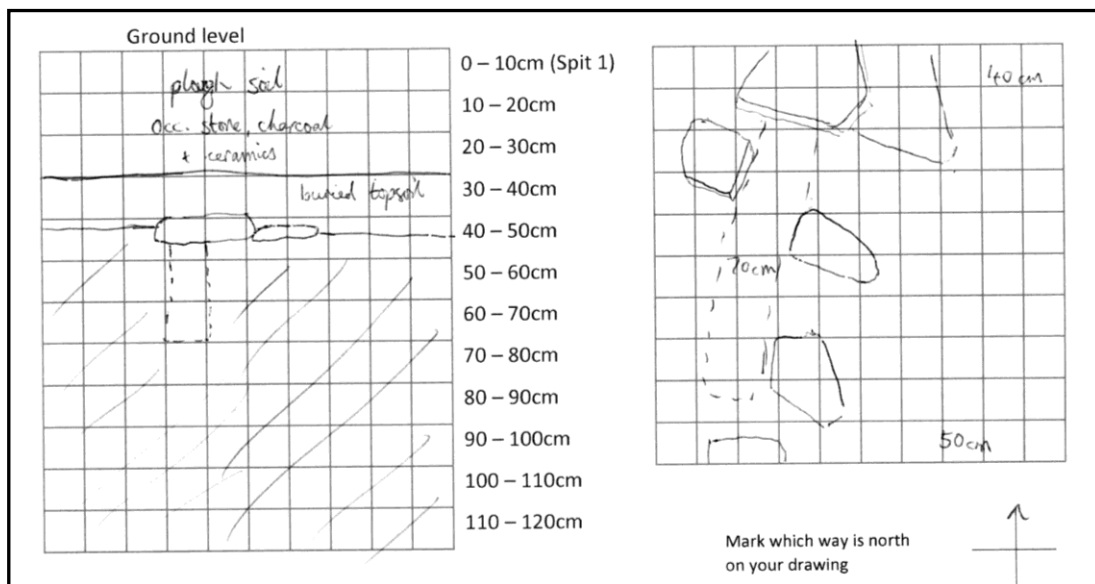 Ground level
plough soil
Occ. stone, charcoal
+ ceramics
buried topsoil
0 – 10cm (Spit 1)
10 – 20cm
20 – 30cm
30 – 40cm
40 – 50cm
50 – 60cm
60 – 70cm
70 – 80cm
80 – 90cm
90 – 100cm
100 – 110cm
110 – 120cm
40cm
70cm
50cm
Mark which way is north
on your drawing